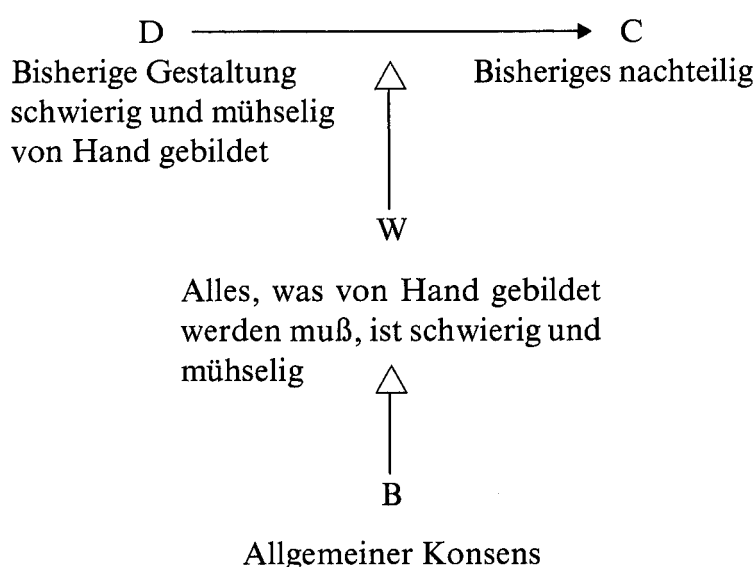 D C
Bisherige Gestaltung Bisheriges nachteilig
schwierig und mühselig
von Hand gebildet
W
Alles, was von Hand gebildet
werden muß, ist schwierig und
mühselig
B
Allgemeiner Konsens